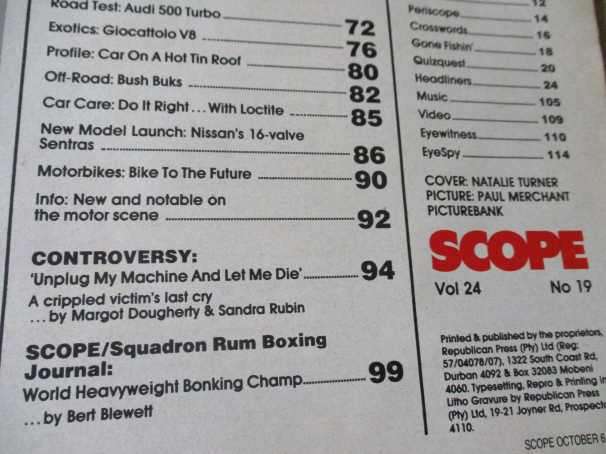 Road Test: Audi 500 Turbo 72
Exotics: Giocattolo V8 76
Profile: Car On A Hot Tin Roof 80
Off-Road: Bush Buks 82
Car Care: Do It Right...With Loctite 85
New Model Launch: Nissan's 16-valve
Sentras 86
Motorbikes: Bike To The Future 90
Info: New and notable on
the motor scene 92
CONTROVERSY:
'Unplug My Machine And Let Me Die' 94
A crippled victim's last cry
...by Margot Dougherty & Sandra Rubin
SCOPE/Squadron Rum Boxing
Journal:
World Heavyweight Bonking Champ 99
...by Bert Blewett
12
Periscope 14
Crosswords 16
Gone Fishin' 18
Quizquest 20
Headliners 24
Music 105
Video 109
Eyewitness 110
EyeSpy 114
COVER: NATALIE TURNER
PICTURE: PAUL MERCHANT
PICTUREBANK
SCOPE
Vol 24 No 19
Printed & published by the proprietors,
Republican Press (Pty) Ltd (Reg:
57/04078/07), 1322 South Coast Rd,
Durban 4092 & Box 32083 Mobeni
4060. Typesetting, Repro & Printing in
Litho Gravure by Republican Press
(Pty) Ltd, 19-21 Joyner Rd, Prospecto
4110.
SCOPE OCTOBER 6